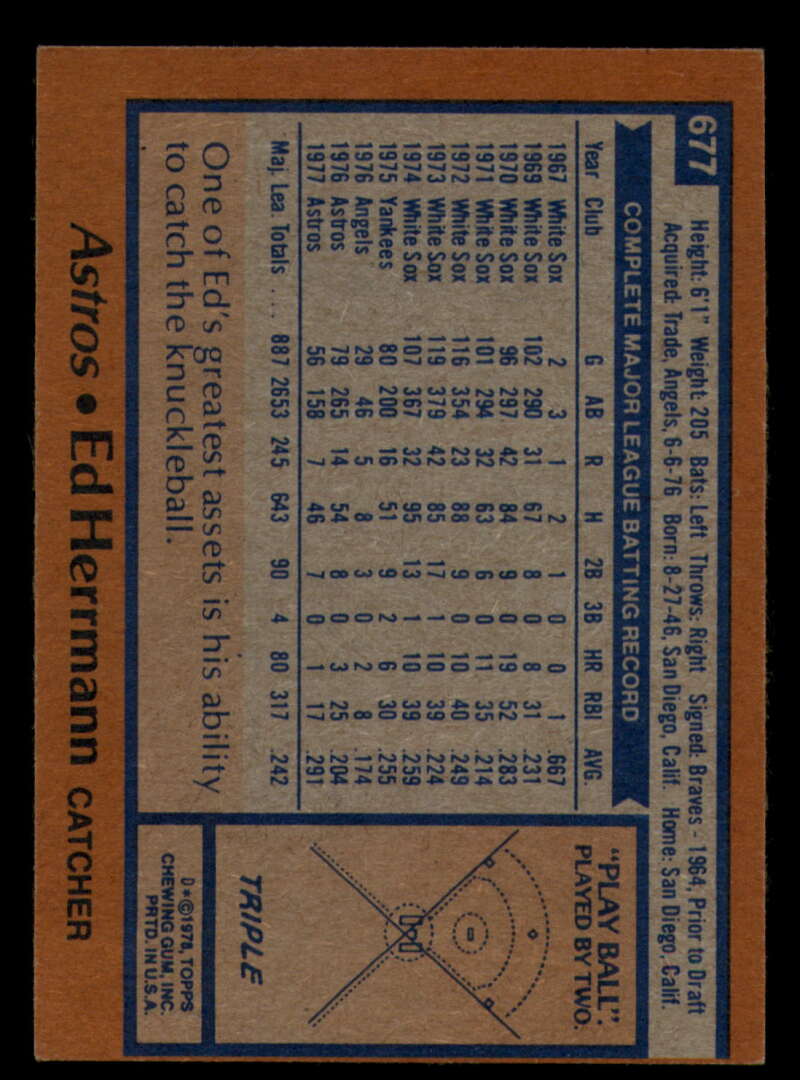 677
Height: 6'1" Weight: 205 Bats: Left Throws: Right Signed: Braves - 1964, Prior to Draft
Acquired: Trade, Angels, 6-6-76 Born: 8-27-46, San Diego, Calif. Home: San Diego, Calif.
COMPLETE MAJOR LEAGUE BATTING RECORD
Year Club G AB R H 2B 3B HR RBI AVG.
1967 White Sox 2 3 1 2 1 0 0 1 .667
1969 White Sox 102 290 31 67 8 0 8 31 .231
1970 White Sox 96 297 42 84 9 0 19 52 .283
1971 White Sox 101 294 32 63 6 0 11 35 .214
1972 White Sox 116 354 23 88 9 0 10 40 .249
1973 White Sox 119 379 42 85 17 1 10 39 .224
1974 White Sox 107 367 32 95 13 1 10 39 .259
1975 Yankees 80 200 16 51 9 2 6 30 .255
1976 Angels 29 46 5 8 3 0 2 8 .174
1976 Astros 79 265 14 54 8 0 3 25 .204
1977 Astros 56 158 7 46 7 0 1 17 .291
Maj. Lea. Totals . . . . 887 2653 245 643 90 4 80 317 .242
One of Ed's greatest assets is his ability
to catch the knuckleball.
"PLAY BALL".
PLAYED BY TWO.
TRIPLE
D*©1978, TOPPS
CHEWING GUM, INC.
PRTD. IN U.S.A.
Astros • Ed Herrmann CATCHER